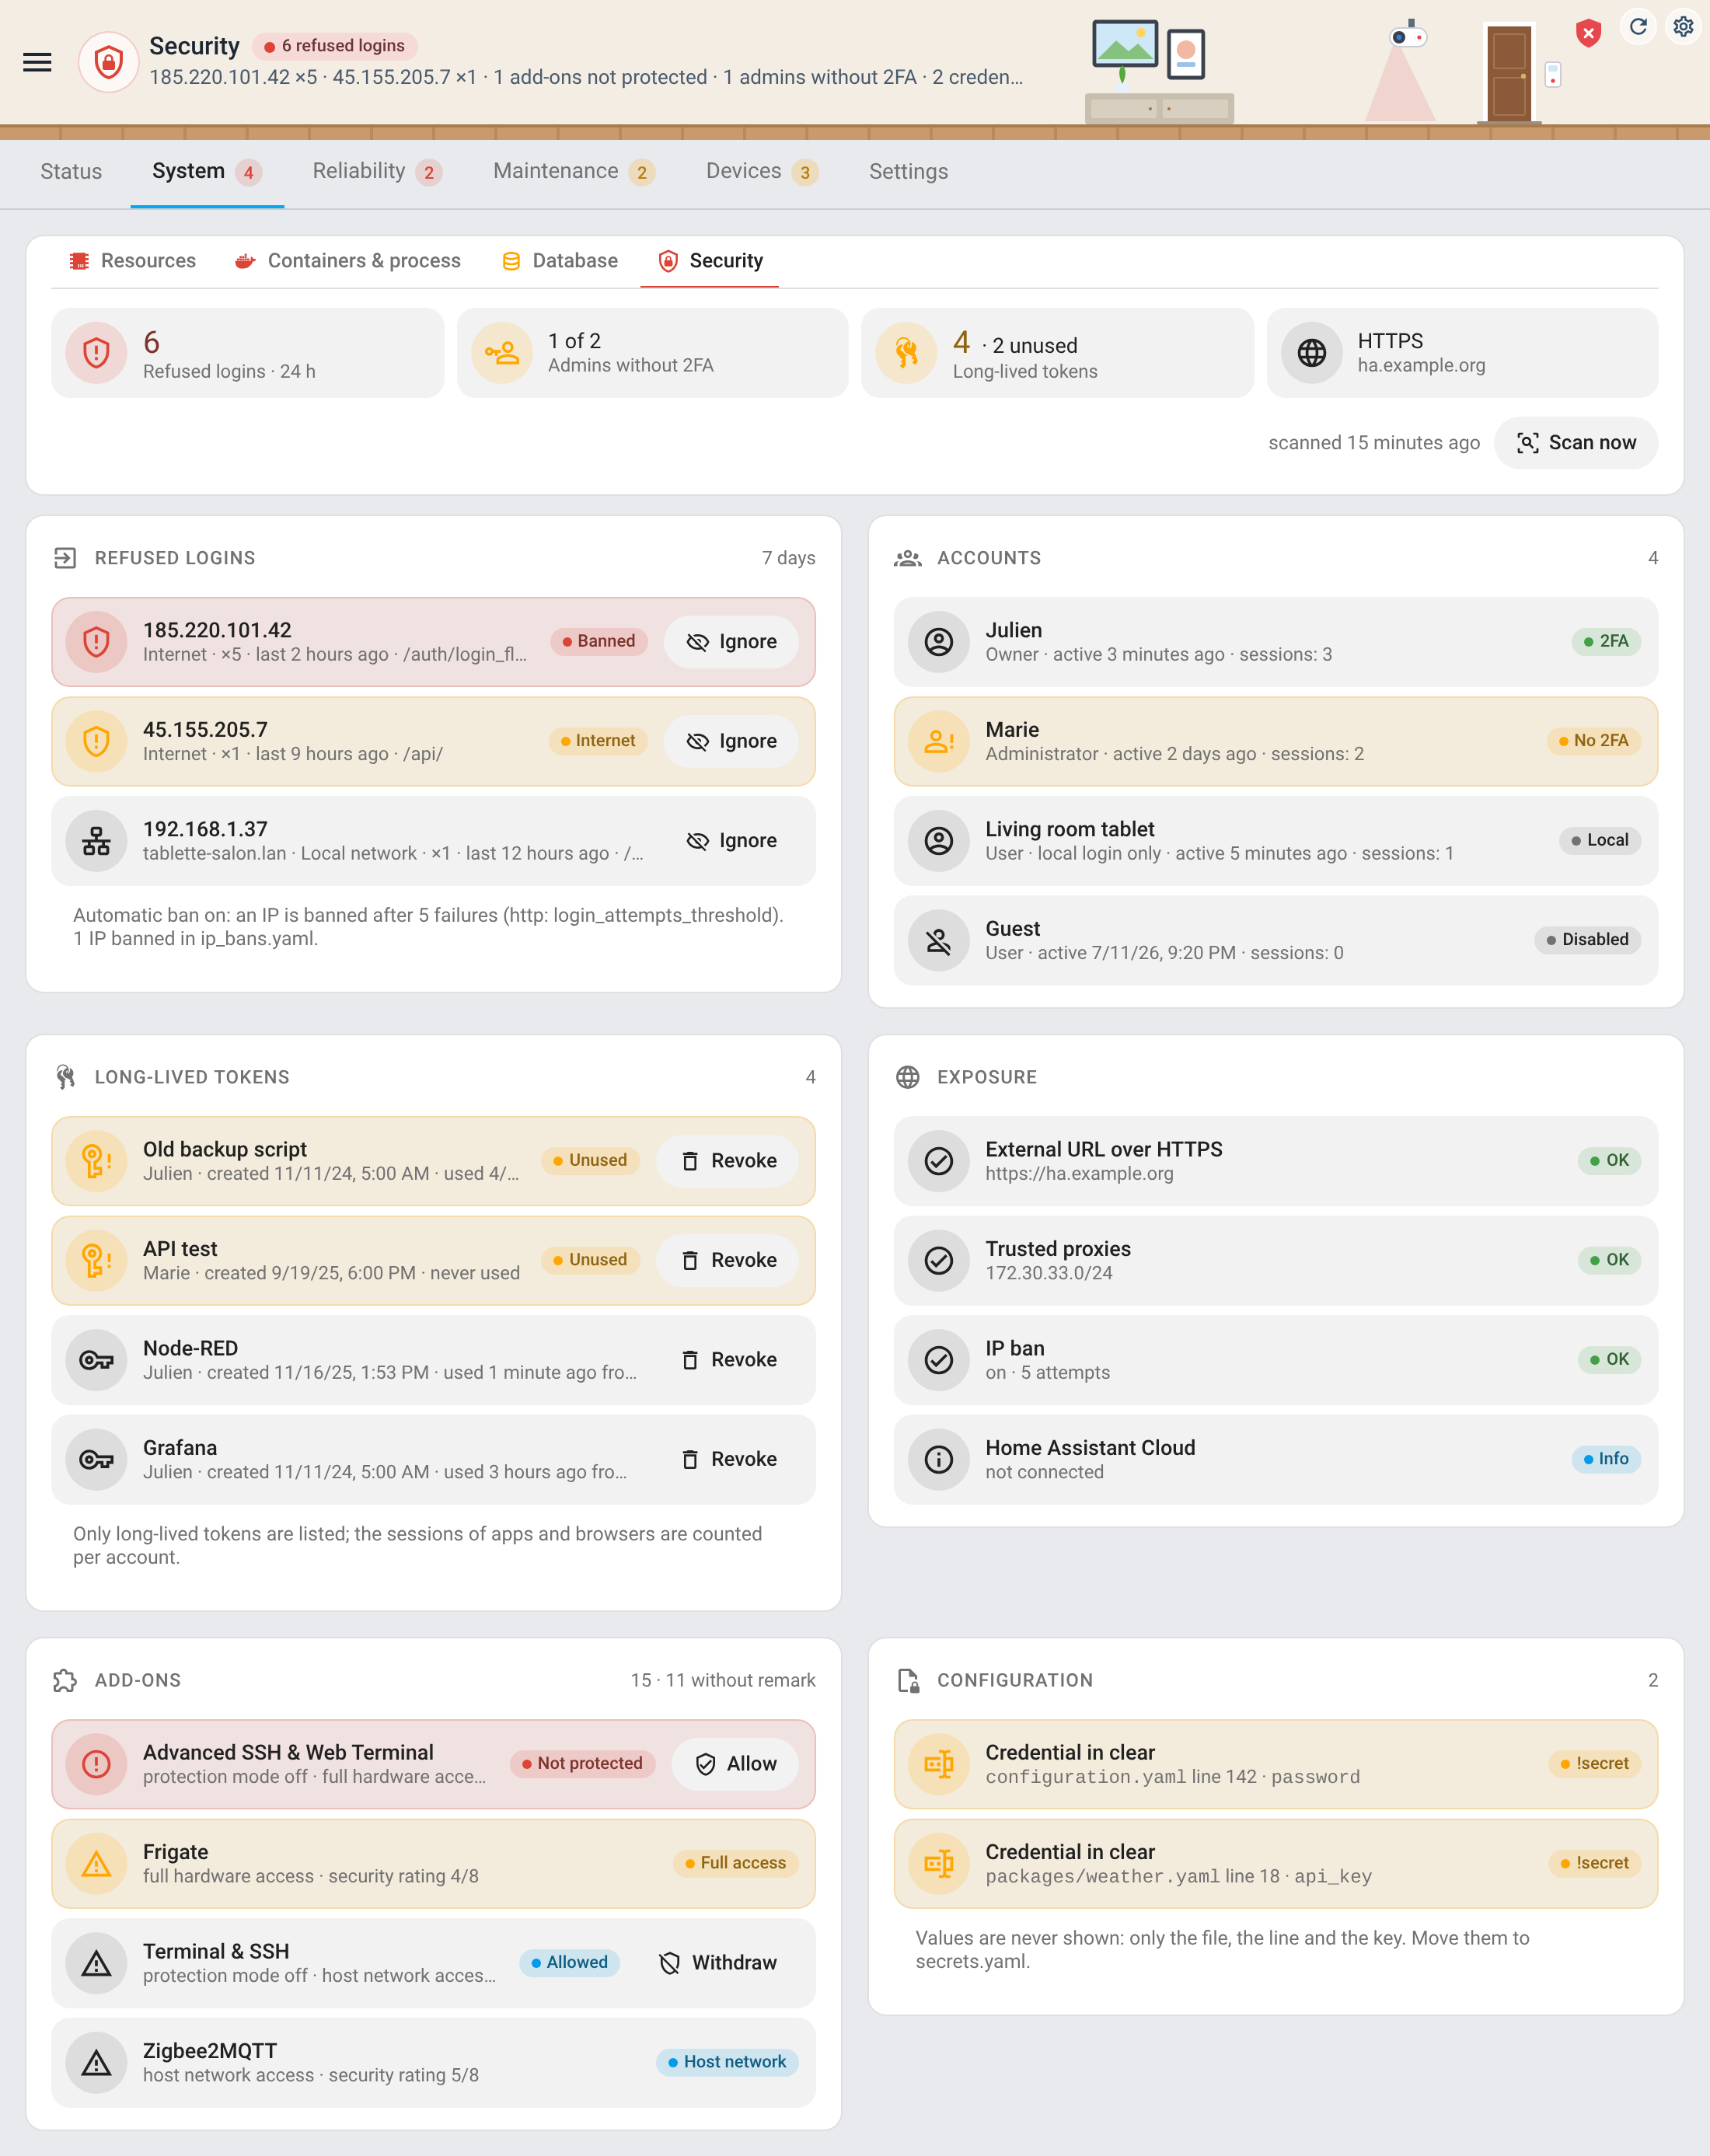 Security
6 refused logins
185.220.101.42 ×5 · 45.155.205.7 ×1 · 1 add-ons not protected · 1 admins without 2FA · 2 creden…
Status
System 4
Reliability 2
Maintenance 2
Devices 3
Settings
Resources
Containers & process
Database
Security
6
Refused logins · 24 h
1 of 2
Admins without 2FA
4 · 2 unused
Long-lived tokens
HTTPS
ha.example.org
scanned 15 minutes ago
Scan now
REFUSED LOGINS
7 days
185.220.101.42
Internet · ×5 · last 2 hours ago · /auth/login_fl…
Banned
Ignore
45.155.205.7
Internet · ×1 · last 9 hours ago · /api/
Internet
Ignore
192.168.1.37
tablette-salon.lan · Local network · ×1 · last 12 hours ago · /…
Ignore
Automatic ban on: an IP is banned after 5 failures (http: login_attempts_threshold).
1 IP banned in ip_bans.yaml.
ACCOUNTS
4
Julien
Owner · active 3 minutes ago · sessions: 3
2FA
Marie
Administrator · active 2 days ago · sessions: 2
No 2FA
Living room tablet
User · local login only · active 5 minutes ago · sessions: 1
Local
Guest
User · active 7/11/26, 9:20 PM · sessions: 0
Disabled
LONG-LIVED TOKENS
4
Old backup script
Julien · created 11/11/24, 5:00 AM · used 4/…
Unused
Revoke
API test
Marie · created 9/19/25, 6:00 PM · never used
Unused
Revoke
Node-RED
Julien · created 11/16/25, 1:53 PM · used 1 minute ago fro…
Revoke
Grafana
Julien · created 11/11/24, 5:00 AM · used 3 hours ago fro…
Revoke
Only long-lived tokens are listed; the sessions of apps and browsers are counted
per account.
EXPOSURE
External URL over HTTPS
https://ha.example.org
OK
Trusted proxies
172.30.33.0/24
OK
IP ban
on · 5 attempts
OK
Home Assistant Cloud
not connected
Info
ADD-ONS
15 · 11 without remark
Advanced SSH & Web Terminal
protection mode off · full hardware acce…
Not protected
Allow
Frigate
full hardware access · security rating 4/8
Full access
Terminal & SSH
protection mode off · host network acces…
Allowed
Withdraw
Zigbee2MQTT
host network access · security rating 5/8
Host network
CONFIGURATION
2
Credential in clear
configuration.yaml line 142 · password
!secret
Credential in clear
packages/weather.yaml line 18 · api_key
!secret
Values are never shown: only the file, the line and the key. Move them to
secrets.yaml.